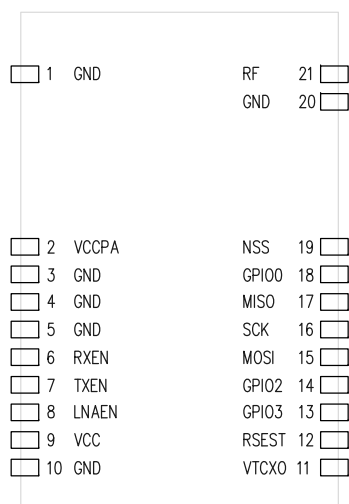 1 GND RF 21
GND 20
2 VCCPA NSS 19
3 GND GPIO0 18
4 GND MISO 17
5 GND SCK 16
6 RXEN MOSI 15
7 TXEN GPIO2 14
8 LNAEN GPIO3 13
9 VCC RSEST 12
10 GND VTCXO 11